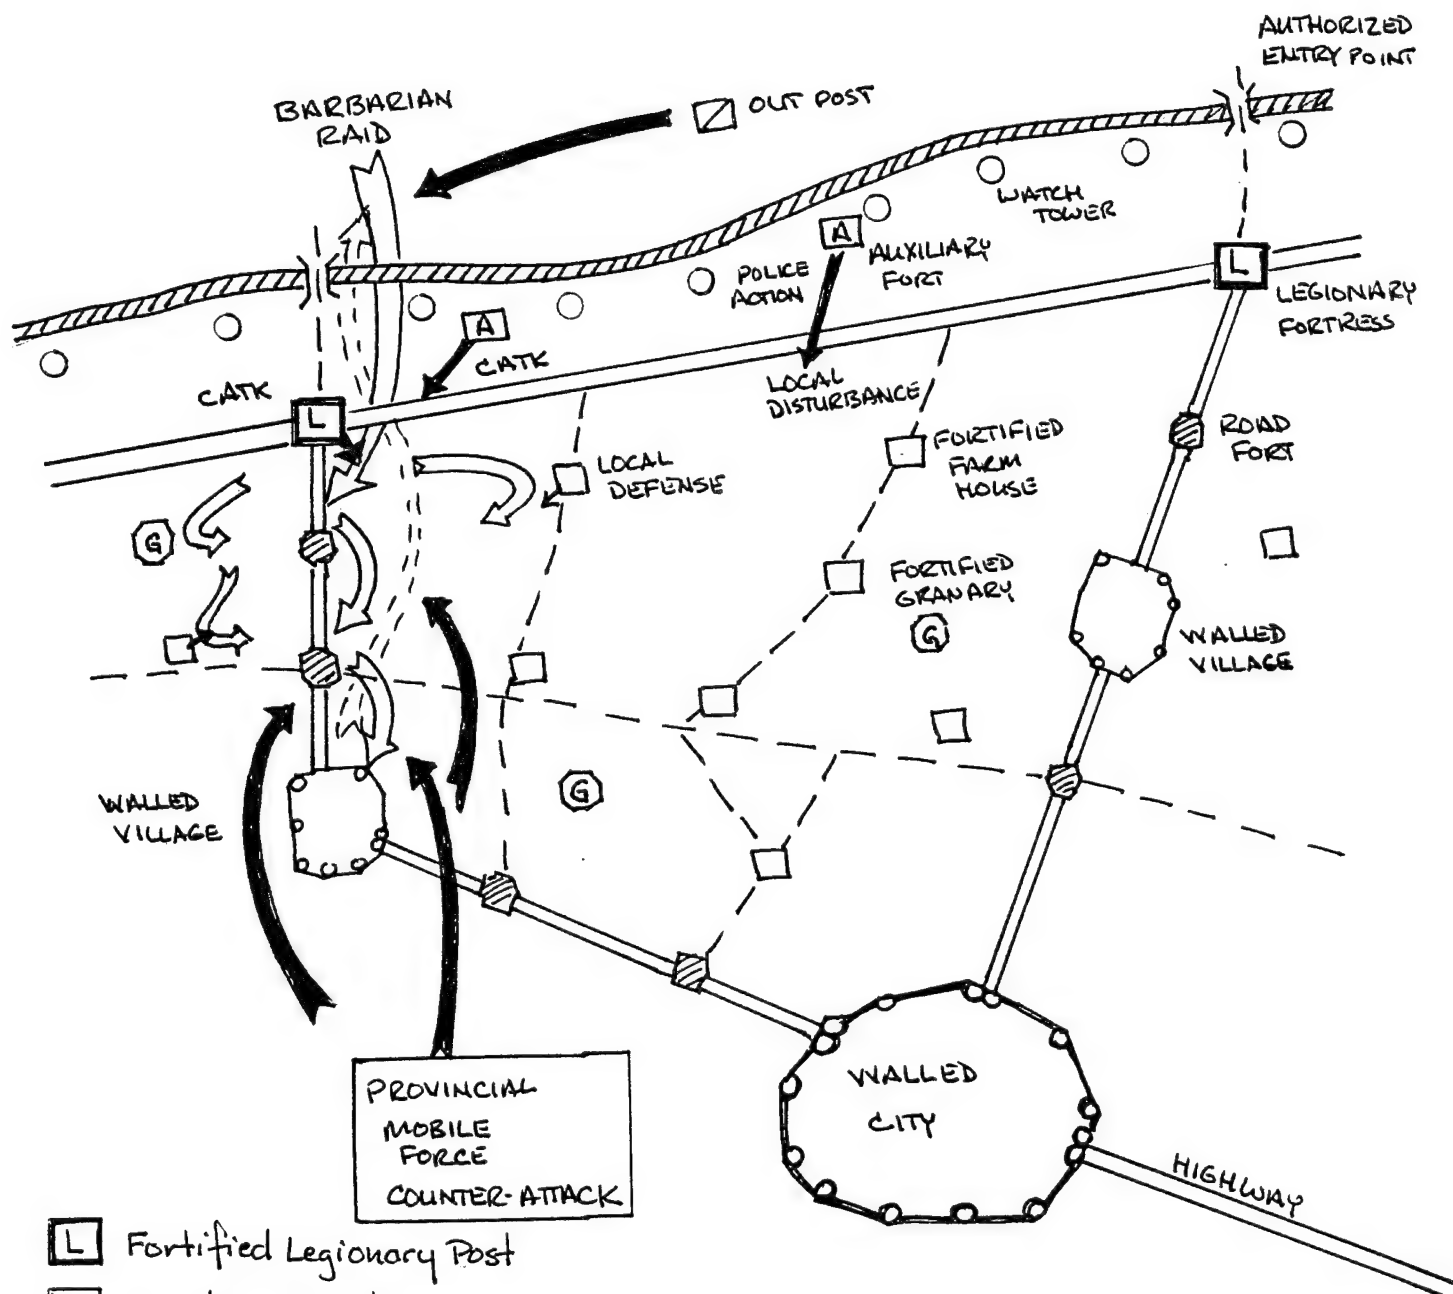 AUTHORIZED
ENTRY POINT
BARBARIAN
RAID
OUT POST
WATCH
TOWER
A
AUXILIARY
FORT
POLICE
ACTION
L
LEGIONARY
FORTRESS
A
CATK
CATK
L
LOCAL
DISTURBANCE
ROAD
FORT
FORTIFIED
FARM
HOUSE
LOCAL
DEFENSE
G
FORTIFIED
GRANARY
G
WALLED
VILLAGE
G
WALLED
VILLAGE
WALLED
CITY
PROVINCIAL
MOBILE
FORCE
COUNTER-ATTACK
HIGHWAY
L Fortified Legionary Post